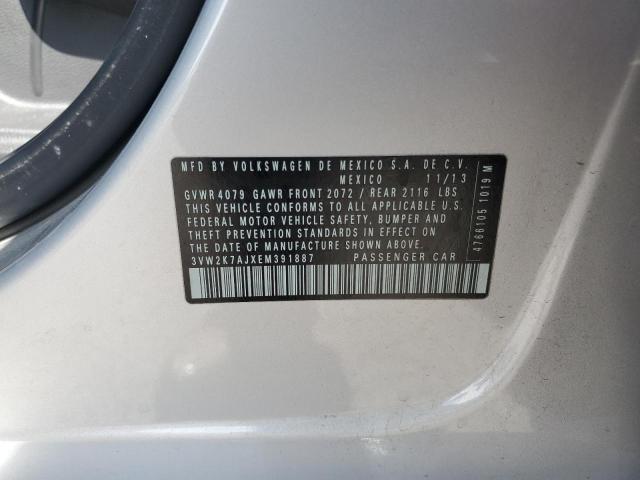 MFD BY VOLKSWAGEN DE MEXICO S.A. DE C.V.
MEXICO 11/13
GVWR 4079 GAWR FRONT 2072 / REAR 2116 LBS
THIS VEHICLE CONFORMS TO ALL APPLICABLE U.S.
FEDERAL MOTOR VEHICLE SAFETY, BUMPER AND
THEFT PREVENTION STANDARDS IN EFFECT ON
THE DATE OF MANUFACTURE SHOWN ABOVE.
3VW2K7AJXEM391887 PASSENGER CAR
4766105 1019 M